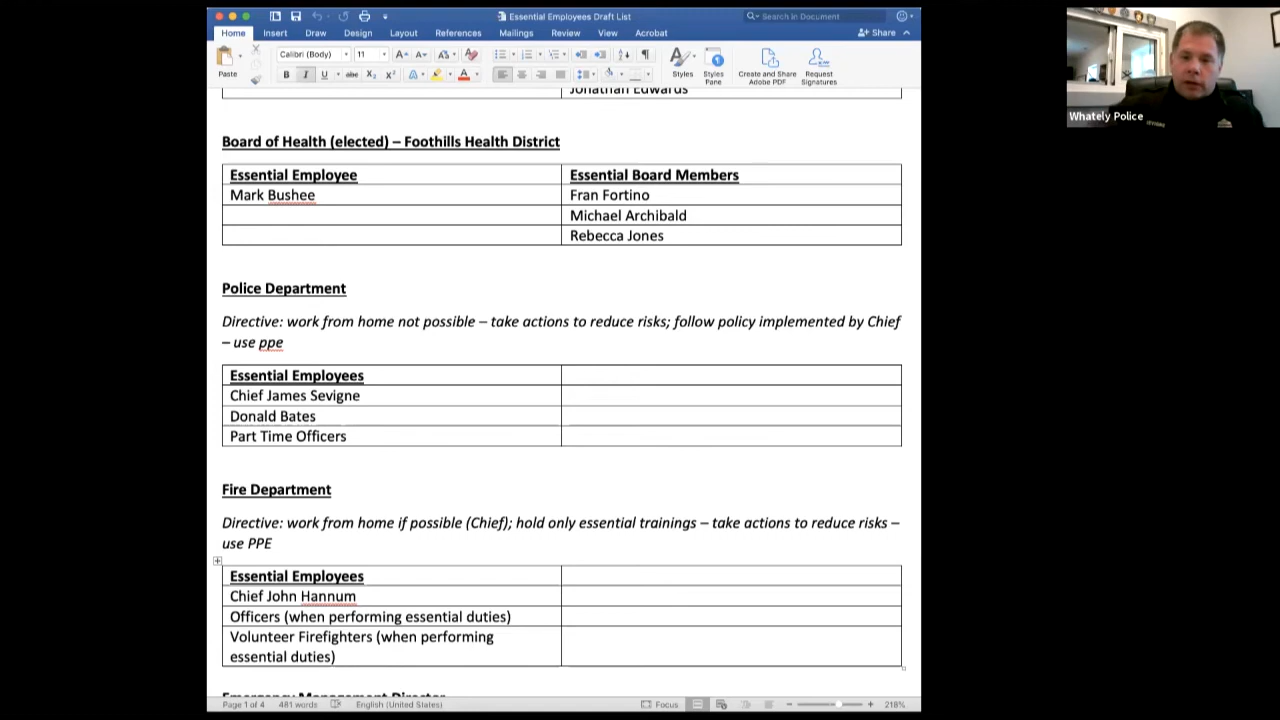 Essential Employees Draft List
Search in Document
Home Insert Draw Design Layout References Mailings Review View Acrobat
Share
Paste
Calibri (Body) 11
Styles
Styles Pane
Create and Share Adobe PDF
Request Signatures
Jonathan Edwards
Board of Health (elected) – Foothills Health District
Essential Employee Essential Board Members
Mark Bushee Fran Fortino
Michael Archibald
Rebecca Jones
Police Department
Directive: work from home not possible – take actions to reduce risks; follow policy implemented by Chief
– use ppe
Essential Employees
Chief James Sevigne
Donald Bates
Part Time Officers
Fire Department
Directive: work from home if possible (Chief); hold only essential trainings – take actions to reduce risks –
use PPE
Essential Employees
Chief John Hannum
Officers (when performing essential duties)
Volunteer Firefighters (when performing
essential duties)
Emergency Management Director
Page 1 of 4 481 words English (United States) Focus 218%
Whately Police